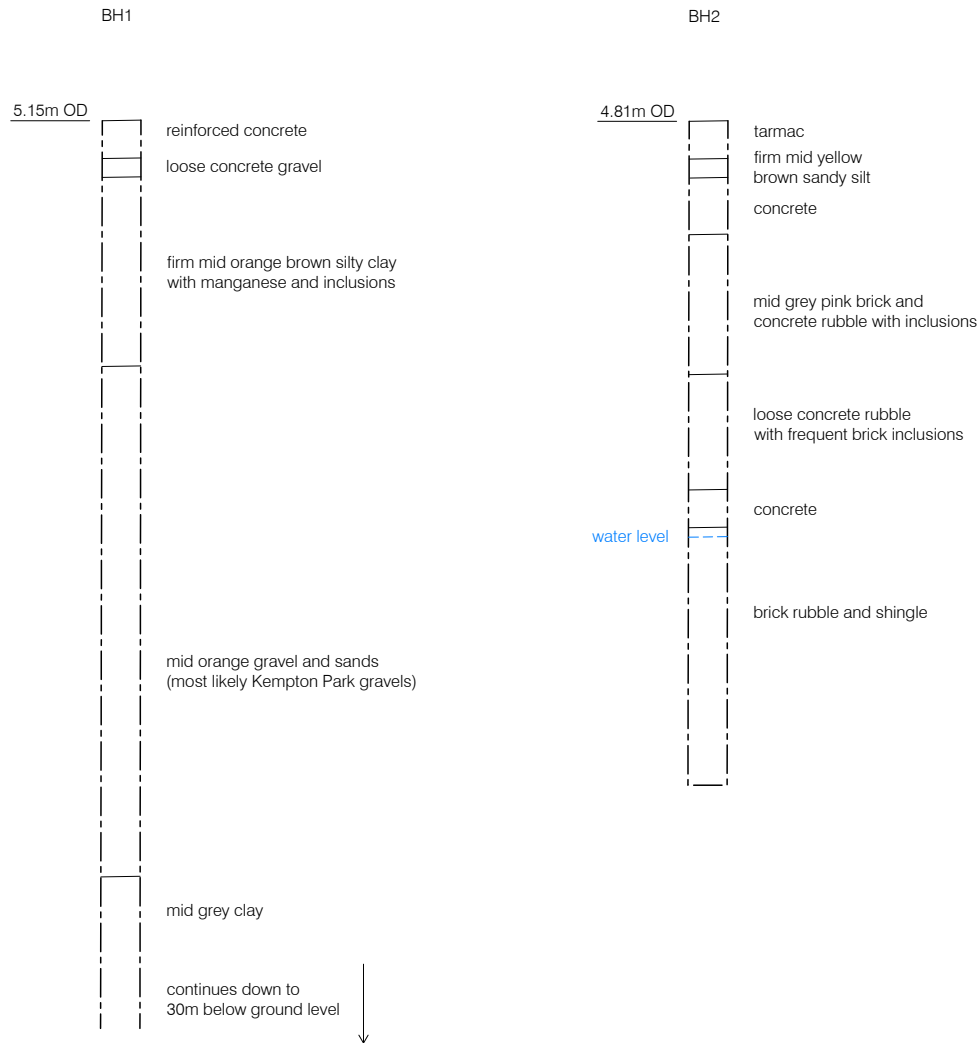 BH1
5.15m OD
reinforced concrete
loose concrete gravel
firm mid orange brown silty clay
with manganese and inclusions
mid orange gravel and sands
(most likely Kempton Park gravels)
mid grey clay
continues down to
30m below ground level
BH2
4.81m OD
tarmac
firm mid yellow
brown sandy silt
concrete
mid grey pink brick and
concrete rubble with inclusions
loose concrete rubble
with frequent brick inclusions
concrete
water level
brick rubble and shingle